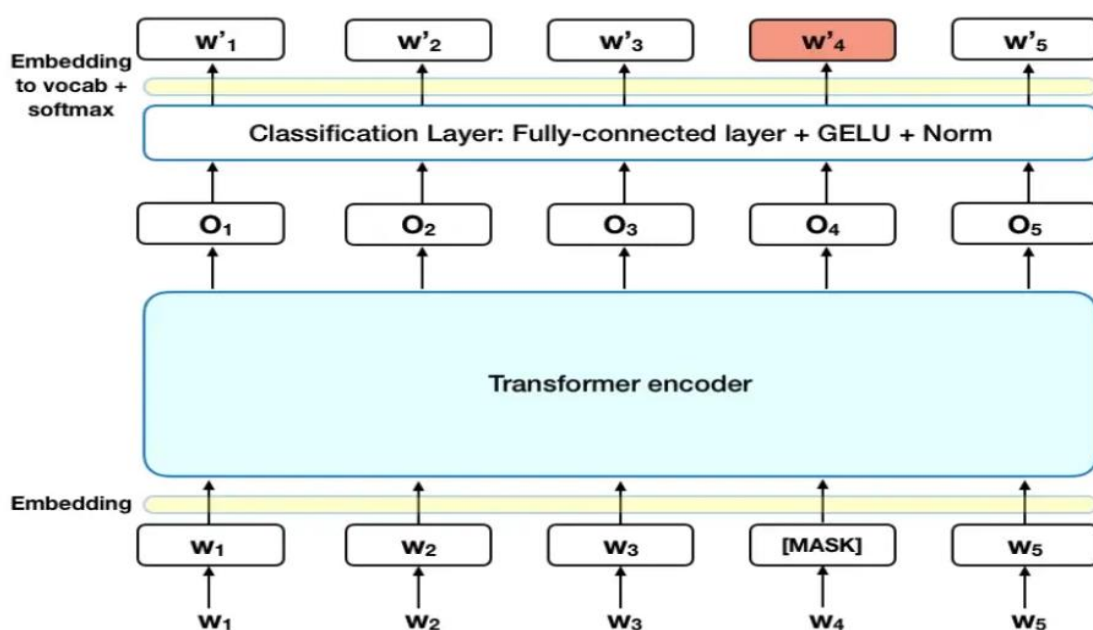 w’₁ w’₂ w’₃ w’₄ w’₅
Embedding
to vocab +
softmax
Classification Layer: Fully-connected layer + GELU + Norm
O₁ O₂ O₃ O₄ O₅
Transformer encoder
Embedding
w₁ w₂ w₃ [MASK] w₅
w₁ w₂ w₃ w₄ w₅